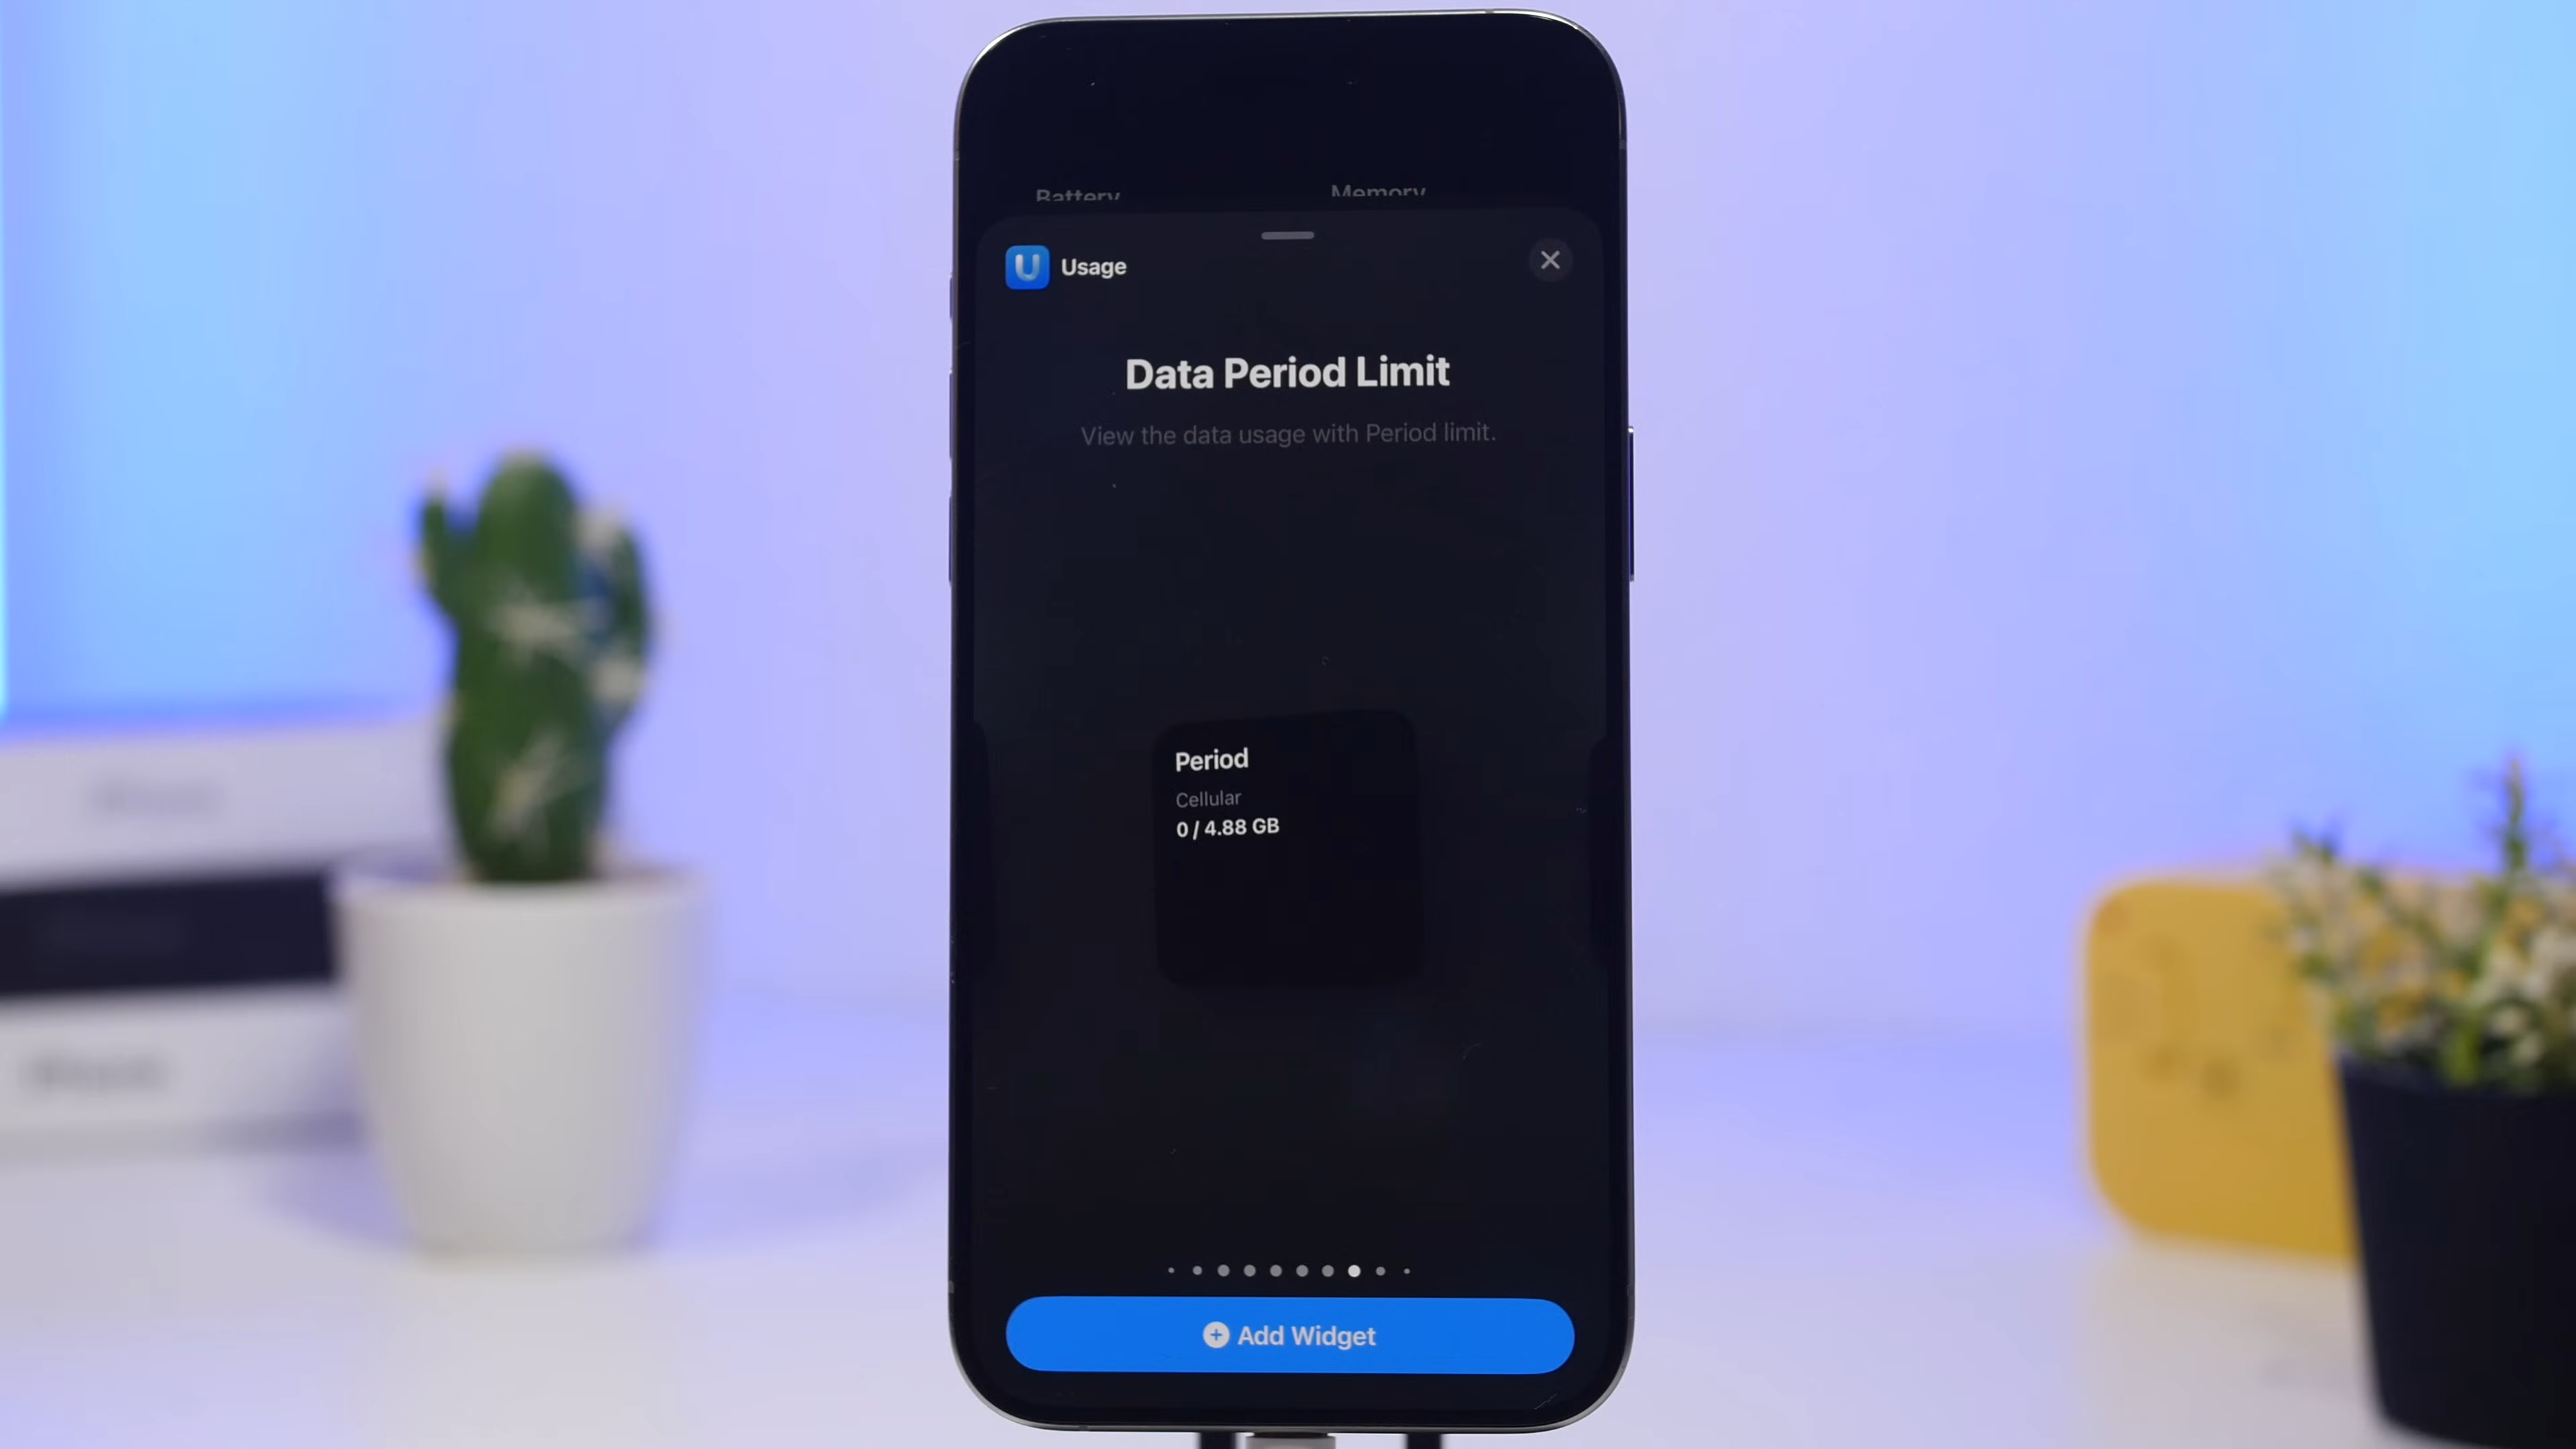 Battery Memory
Usage
Data Period Limit
View the data usage with Period limit.
Period
Cellular
0 / 4.88 GB
Add Widget